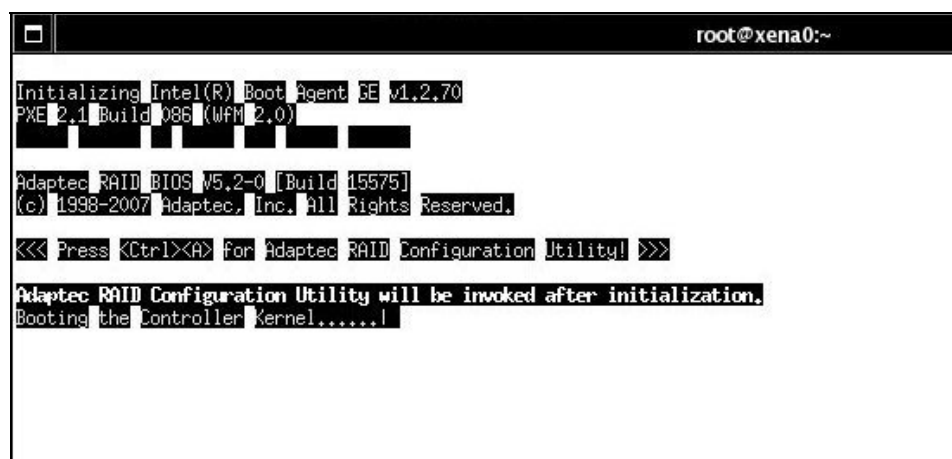 root@xena0:~
Initializing Intel(R) Boot Agent GE v1.2.70
PXE 2.1 Build 086 (WfM 2.0)
Adaptec RAID BIOS V5.2-0 [Build 15575]
(c) 1998-2007 Adaptec, Inc. All Rights Reserved.
<<< Press <Ctrl><A> for Adaptec RAID Configuration Utility! >>>
Adaptec RAID Configuration Utility will be invoked after initialization.
Booting the Controller Kernel......|